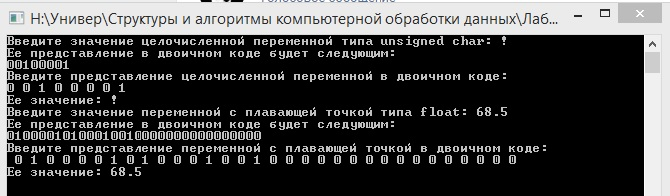 Н:\Универ\Структуры и алгоритмы компьютерной обработки данных\Лаб...
Введите значение целочисленной переменной типа unsigned char: !
Ее представление в двоичном коде будет следующим:
00100001
Введите представление целочисленной переменной в двоичном коде:
0 0 1 0 0 0 0 1
Ее значение: !
Введите значение переменной с плавающей точкой типа float: 68.5
Ее представление в двоичном коде будет следующим:
01000010100010010000000000000000
Введите представление переменной с плавающей точкой в двоичном коде:
0 1 0 0 0 0 1 0 1 0 0 0 1 0 0 1 0 0 0 0 0 0 0 0 0 0 0 0 0 0 0 0
Ее значение: 68.5